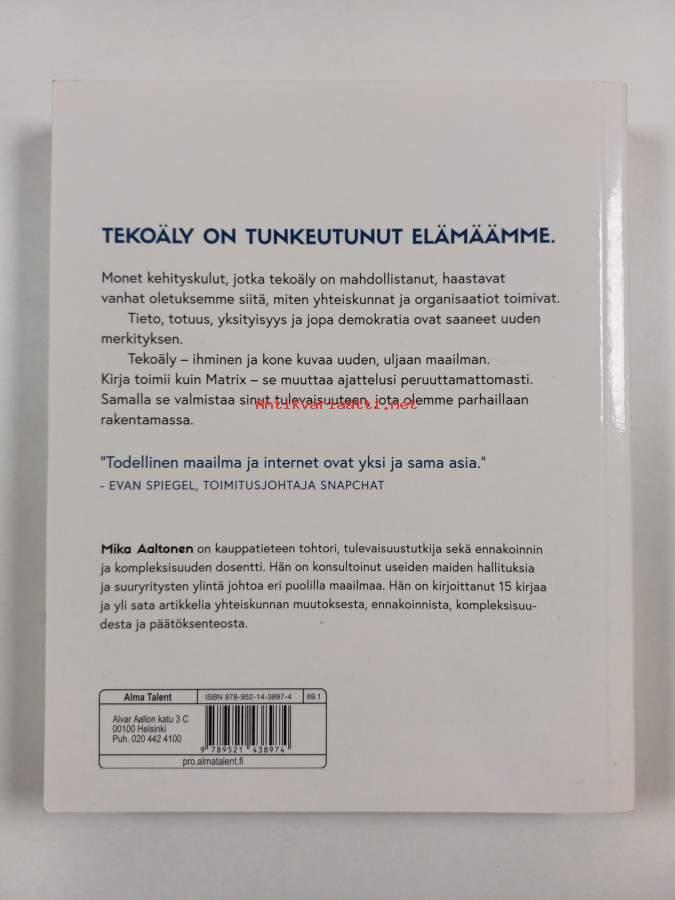 TEKOÄLY ON TUNKEUTUNUT ELÄMÄÄMME.
Monet kehityskulut, jotka tekoäly on mahdollistanut, haastavat
vanhat oletuksemme siitä, miten yhteiskunnat ja organisaatiot toimivat.
Tieto, totuus, yksityisyys ja jopa demokratia ovat saaneet uuden
merkityksen.
Tekoäly – ihminen ja kone kuvaa uuden, uljaan maailman.
Kirja toimii kuin Matrix – se muuttaa ajattelusi peruuttamattomasti.
Samalla se valmistaa sinut tulevaisuuteen, jota olemme parhaillaan
Antikvariaatti.net
rakentamassa.
"Todellinen maailma ja internet ovat yksi ja sama asia."
- EVAN SPIEGEL, TOIMITUSJOHTAJA SNAPCHAT
Mika Aaltonen on kauppatieteen tohtori, tulevaisuustutkija sekä ennakoinnin
ja kompleksisuuden dosentti. Hän on konsultoinut useiden maiden hallituksia
ja suuryritysten ylintä johtoa eri puolilla maailmaa. Hän on kirjoittanut 15 kirjaa
ja yli sata artikkelia yhteiskunnan muutoksesta, ennakoinnista, kompleksisuu-
desta ja päätöksenteosta.
Alma Talent ISBN 978-952-14-3897-4 69.1
Alvar Aallon katu 3 C
00100 Helsinki
Puh. 020 442 4100
9 789521 438974
pro.almatalent.fi